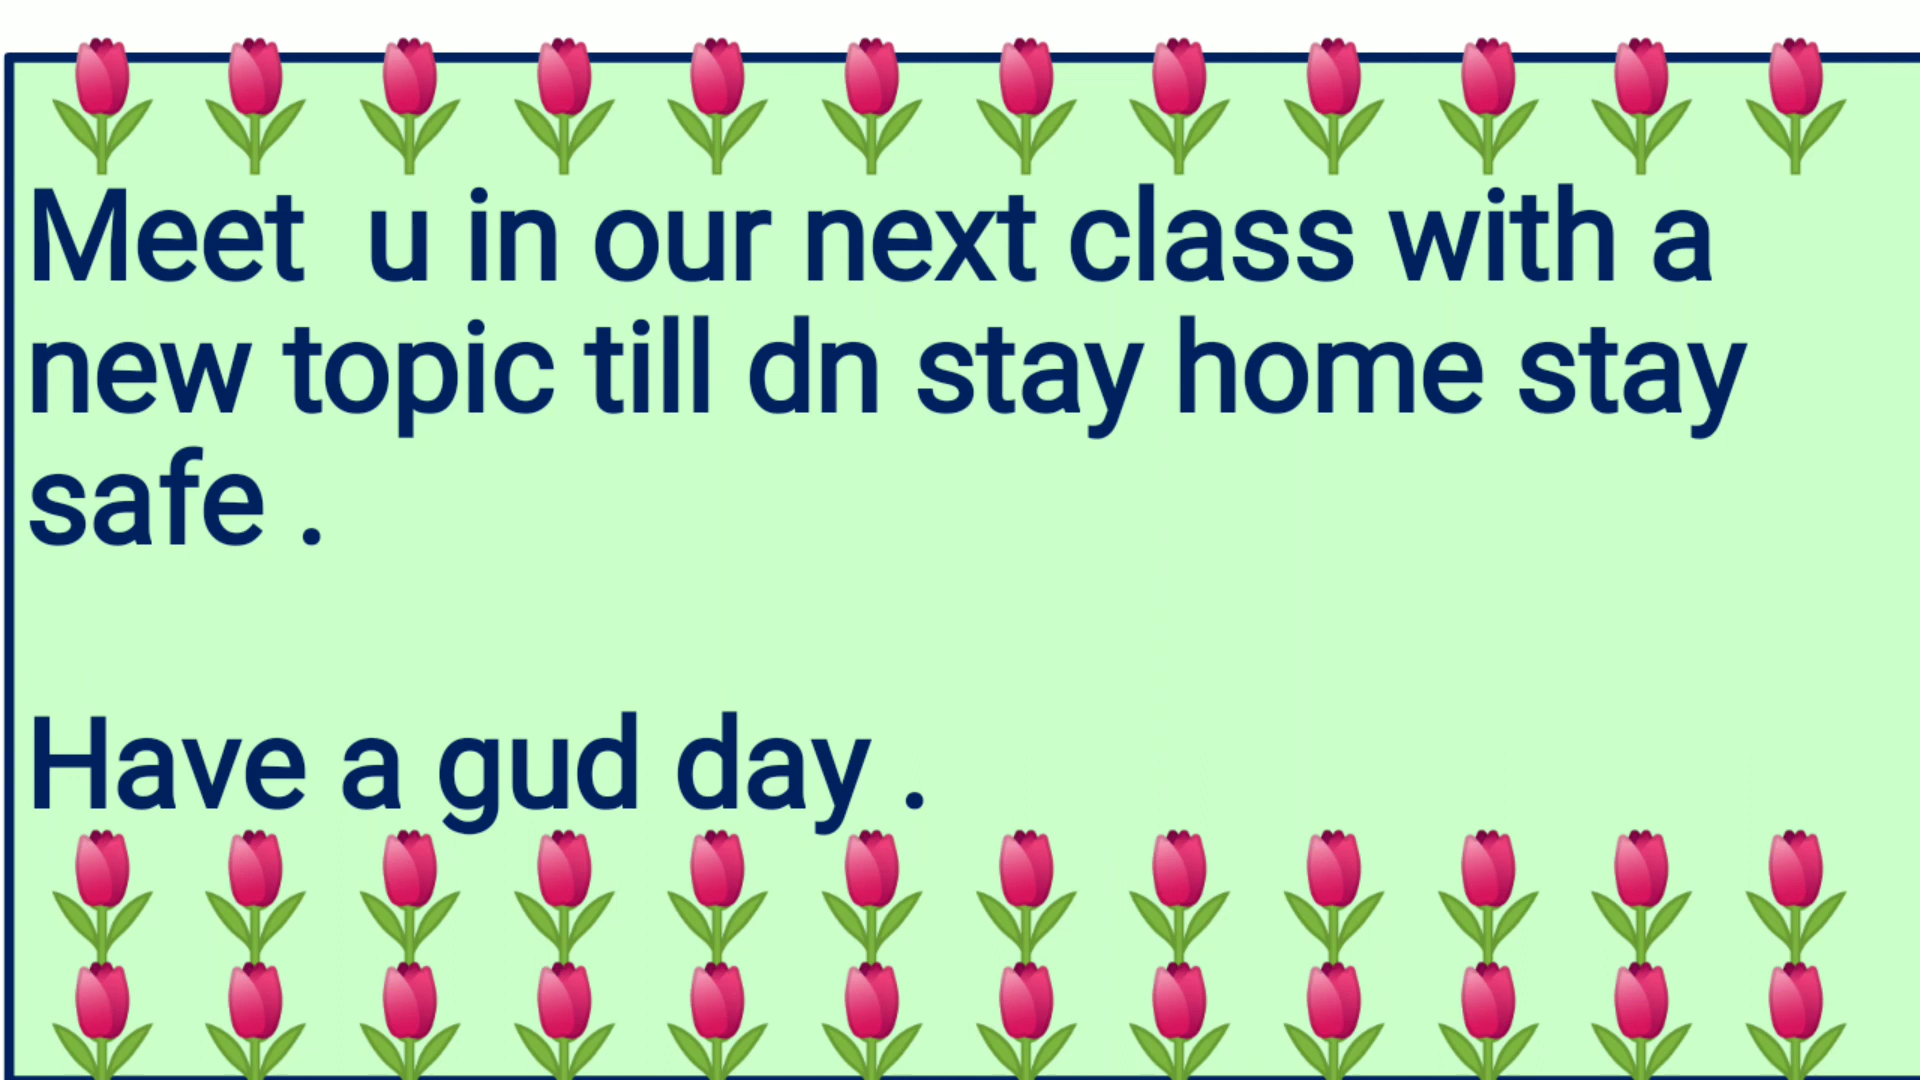 Meet  u in our next class with a
new topic till dn stay home stay
safe .
Have a gud day .